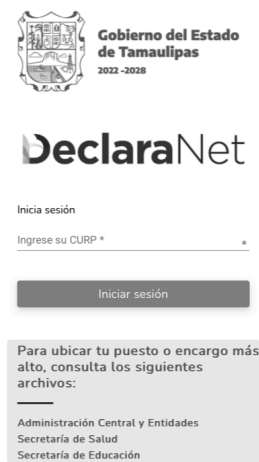 Gobierno del Estado
de Tamaulipas
2022 -2028
DeclaraNet
Inicia sesión
Ingrese su CURP *
*
Iniciar sesión
Para ubicar tu puesto o encargo más
alto, consulta los siguientes
archivos:
Administración Central y Entidades
Secretaría de Salud
Secretaría de Educación